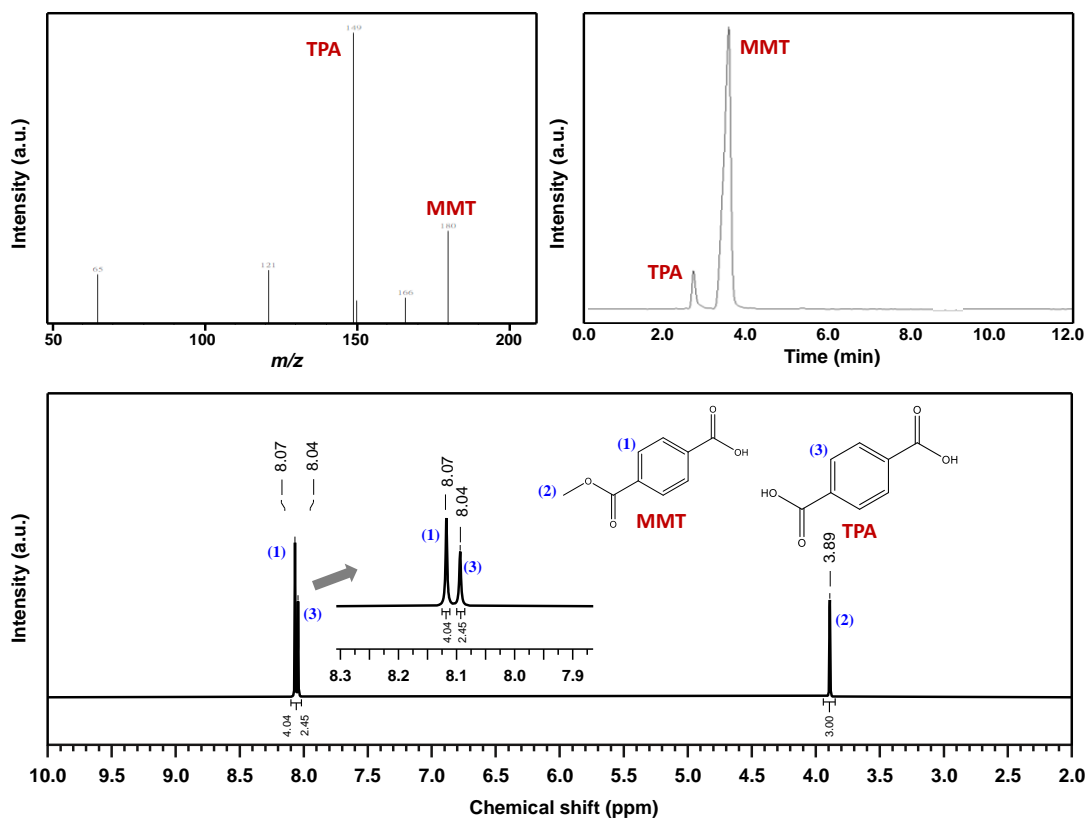 149
TPA
MMT
180
65
121
166
Intensity (a.u.)
50
100
150
200
m/z
MMT
TPA
Intensity (a.u.)
0.0
2.0
4.0
6.0
8.0
10.0
12.0
Time (min)
8.07
8.04
(1)
(3)
8.07
8.04
(1)
(3)
4.04
2.45
8.3
8.2
8.1
8.0
7.9
(1)
(2)
O
O
O
OH
MMT
(3)
O
OH
HO
O
TPA
3.89
(2)
4.04
2.45
3.00
Intensity (a.u.)
10.0
9.5
9.0
8.5
8.0
7.5
7.0
6.5
6.0
5.5
5.0
4.5
4.0
3.5
3.0
2.5
2.0
Chemical shift (ppm)